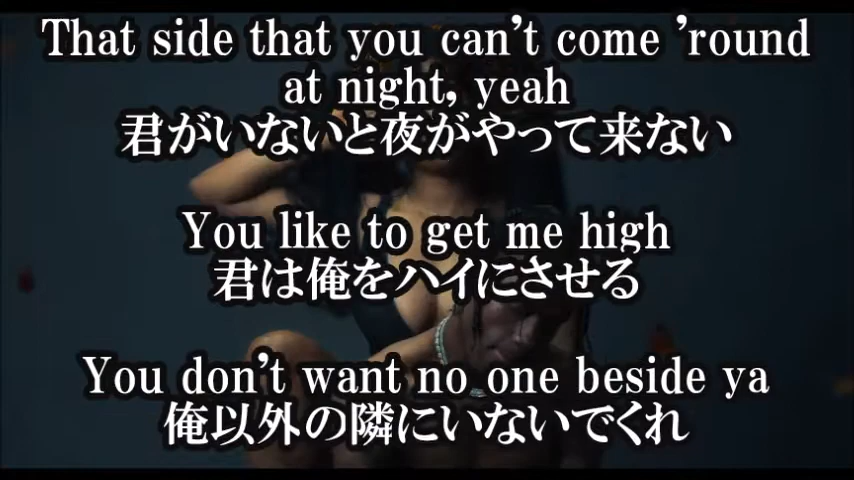 That side that you can't come 'round
at night, yeah
君がいないと夜がやって来ない
You like to get me high
君は俺をハイにさせる
You don't want no one beside ya
俺以外の隣にいないでくれ